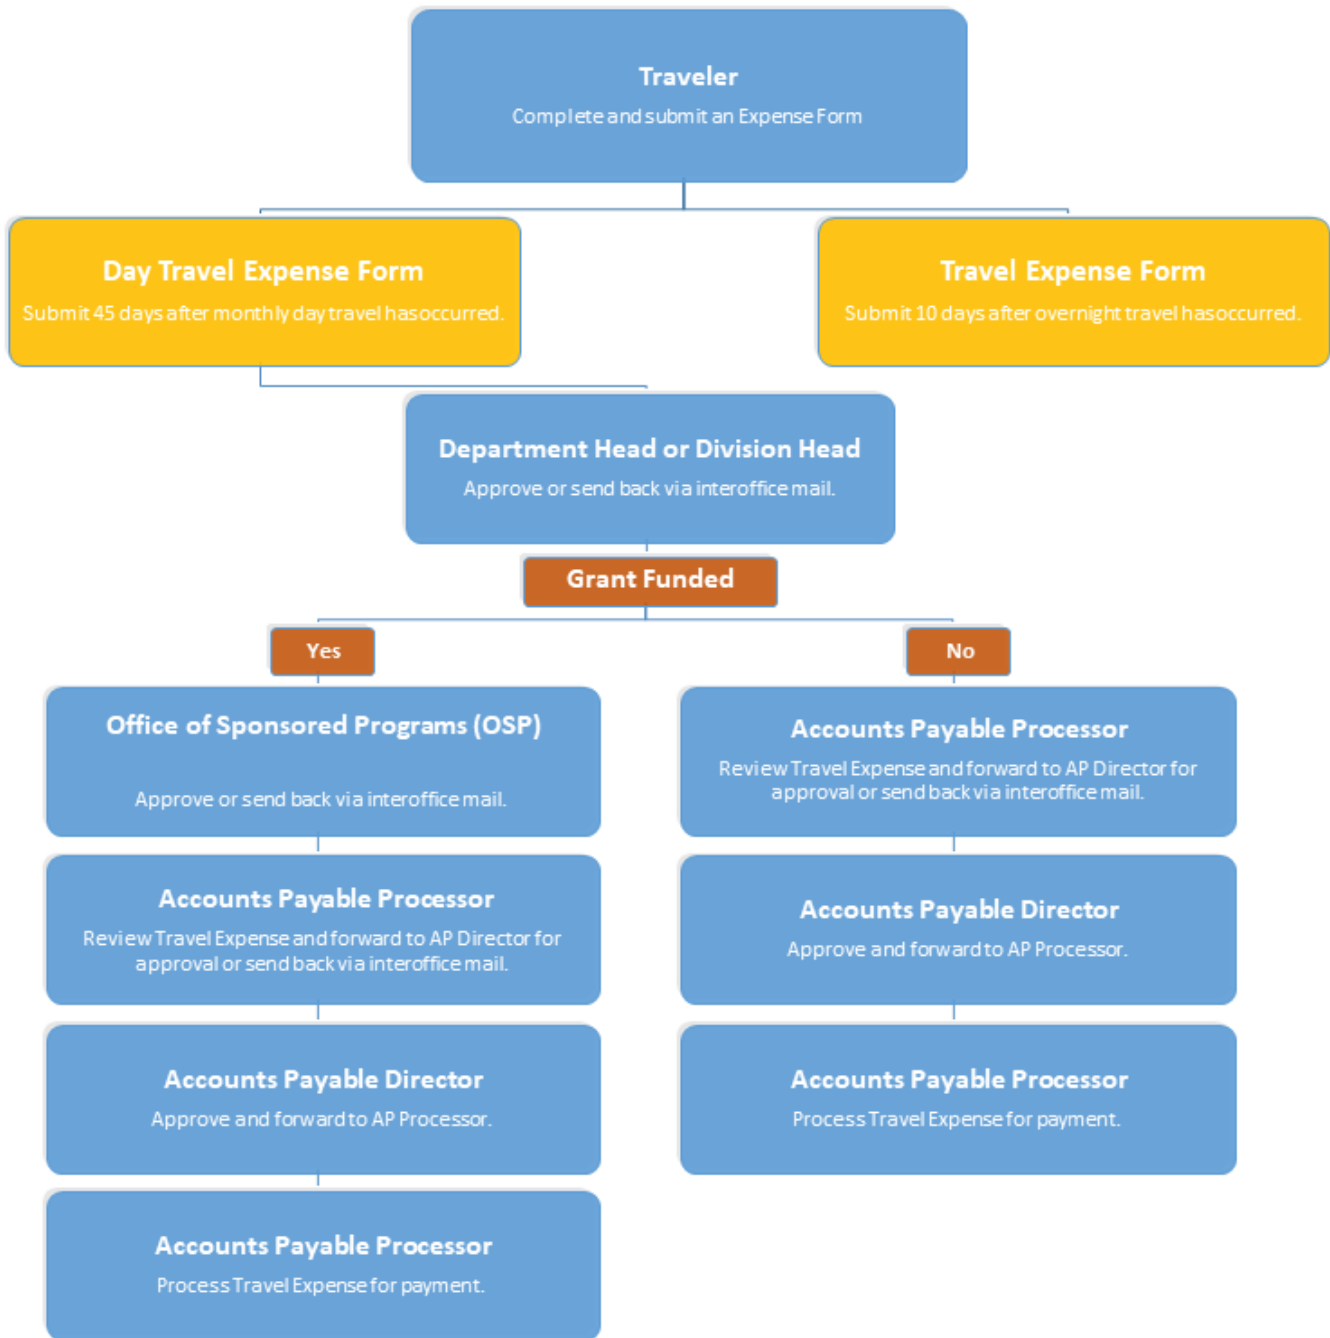 Traveler
Complete and submit an Expense Form
Day Travel Expense Form
Submit 45 days after monthly day travel hasoccurred.
Travel Expense Form
Submit 10 days after overnight travel hasoccurred.
Department Head or Division Head
Approve or send back via interoffice mail.
Grant Funded
Yes
No
Office of Sponsored Programs (OSP)
Approve or send back via interoffice mail.
Accounts Payable Processor
Review Travel Expense and forward to AP Director for
approval or send back via interoffice mail.
Accounts Payable Director
Approve and forward to AP Processor.
Accounts Payable Processor
Process Travel Expense for payment.
Accounts Payable Processor
Review Travel Expense and forward to AP Director for
approval or send back via interoffice mail.
Accounts Payable Director
Approve and forward to AP Processor.
Accounts Payable Processor
Process Travel Expense for payment.